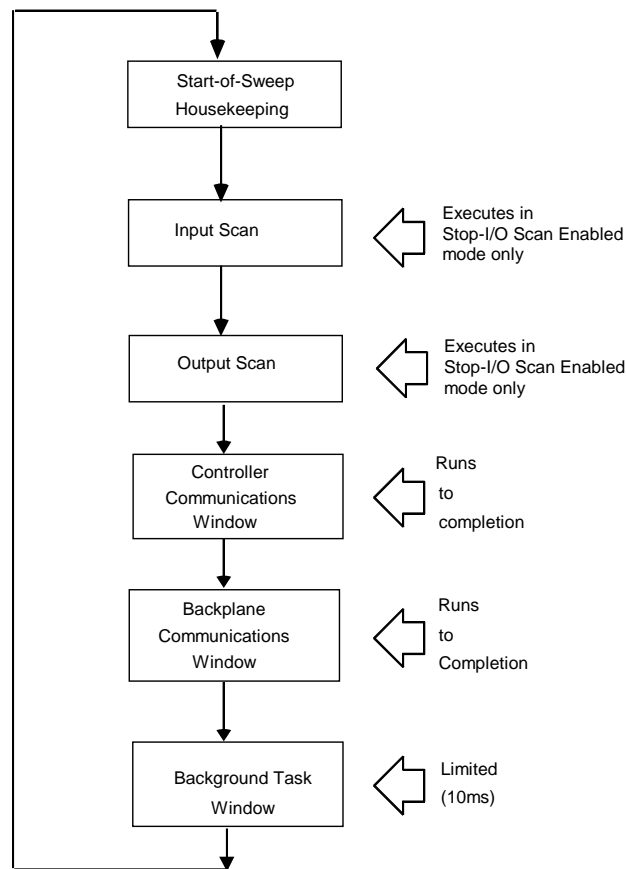 Start-of-Sweep
Housekeeping
Input Scan
Executes in
Stop-I/O Scan Enabled
mode only
Output Scan
Executes in
Stop-I/O Scan Enabled
mode only
Controller
Communications
Window
Runs
to
completion
Backplane
Communications
Window
Runs
to
Completion
Background Task
Window
Limited
(10ms)